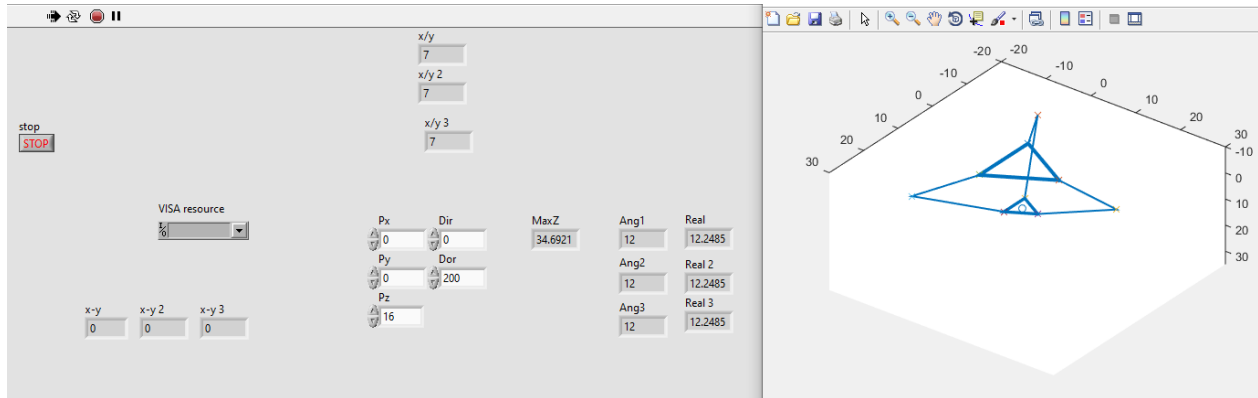 x/y
7
x/y 2
7
x/y 3
7
stop
STOP
VISA resource
I/O
x-y x-y 2 x-y 3
0 0 0
Px Dir MaxZ Ang1 Real
0 0 34.6921 12 12.2485
Py Dor Ang2 Real 2
0 200 12 12.2485
Pz Ang3 Real 3
16 12 12.2485
-20 -20
-10 -10
0 0
10 10
20 20
30 30
-10
0
10
20
30